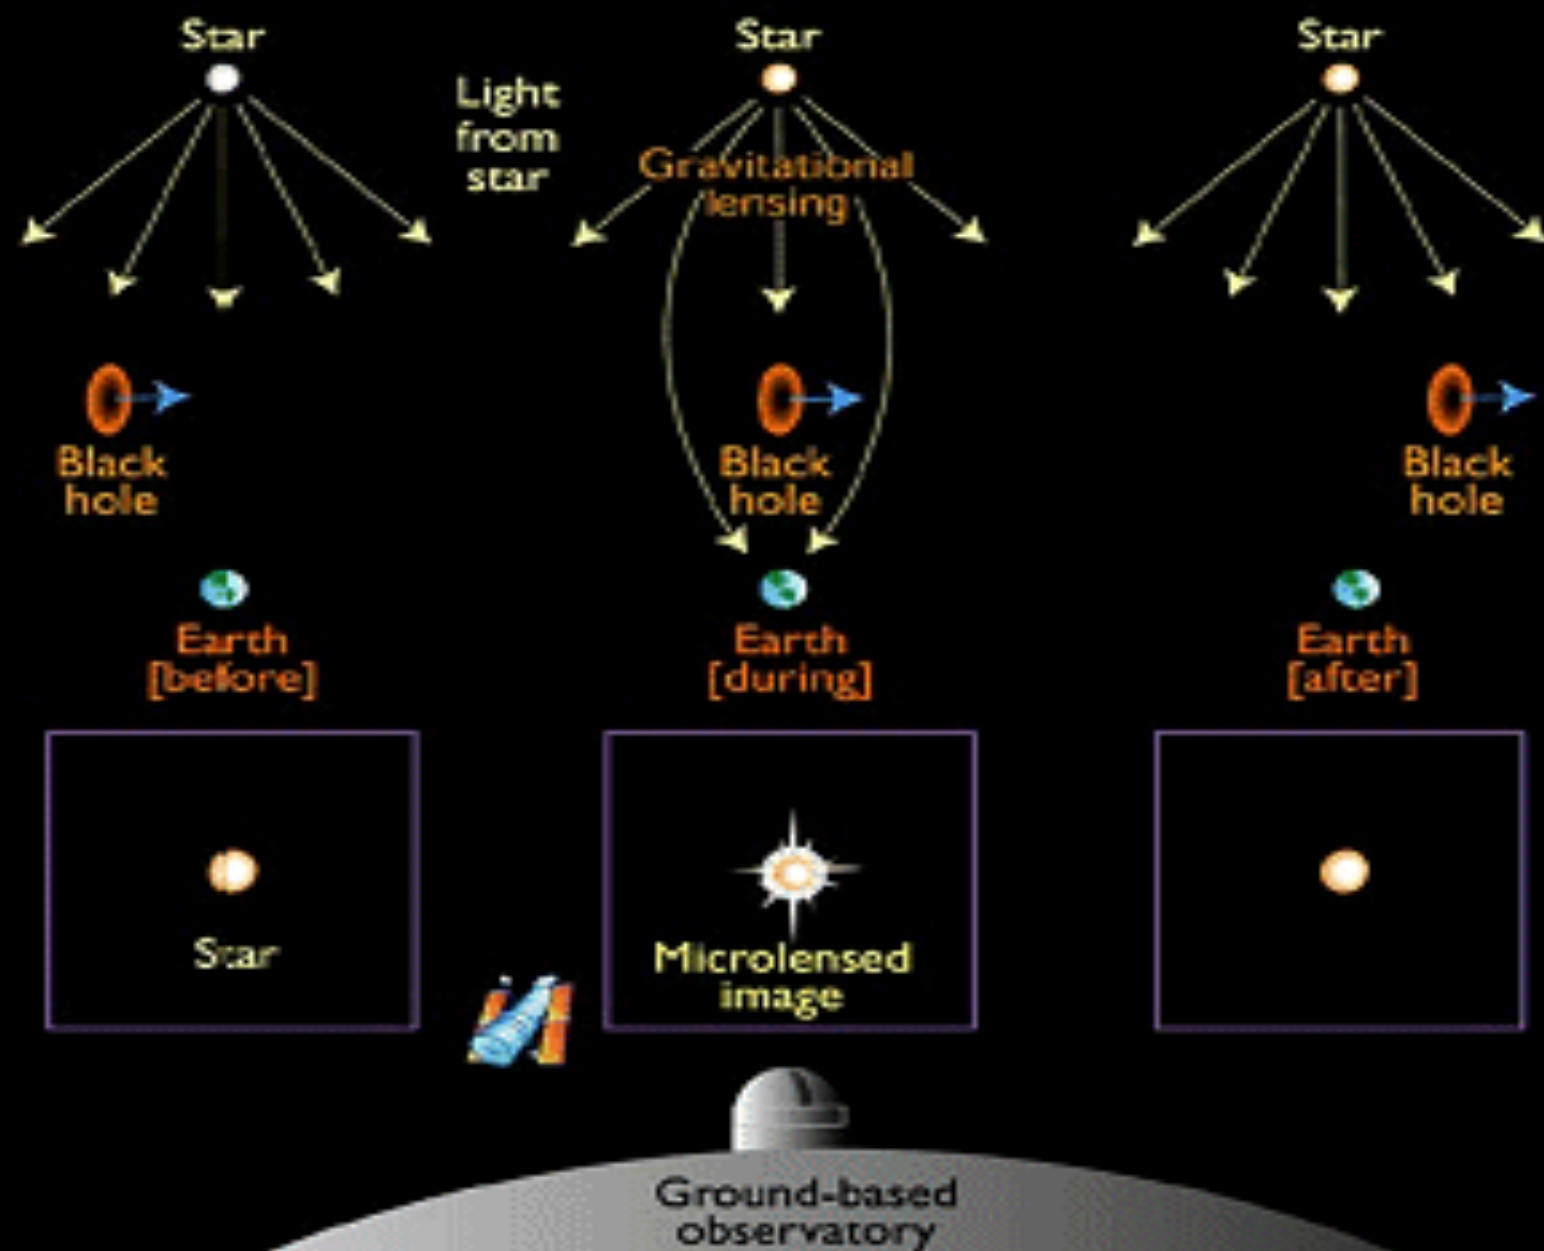 Star
Star
Star
Light
from
star
Gravitational
lensing
Black
hole
Black
hole
Black
hole
Earth
[before]
Earth
[during]
Earth
[after]
Star
Microlensed
image
Ground-based
observatory